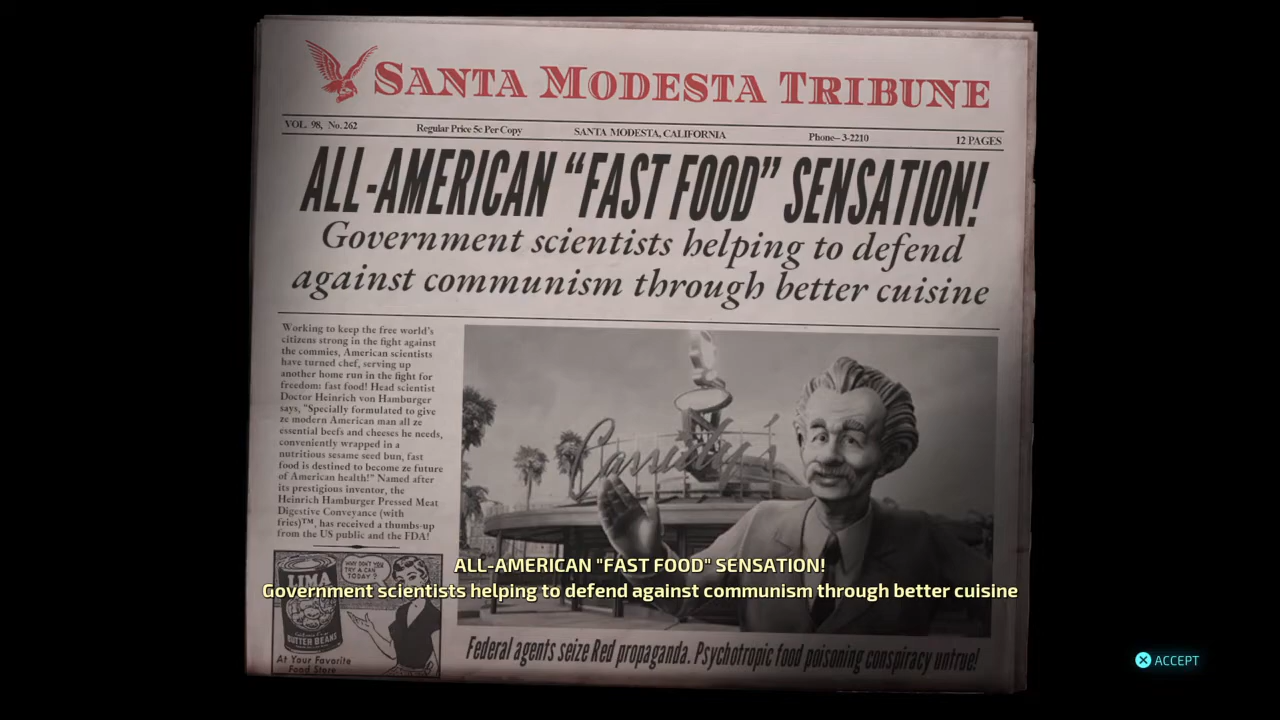 SANTA MODESTA TRIBUNE
VOL. 98, No. 262 Regular Price 5c Per Copy SANTA MODESTA, CALIFORNIA Phone– 3-2210 12 PAGES
ALL-AMERICAN “FAST FOOD” SENSATION!
Government scientists helping to defend
against communism through better cuisine
Working to keep the free world's
citizens strong in the fight against
the commies, American scientists
have turned chef, serving up
another home run in the fight for
freedom: fast food! Head scientist
Doctor Heinrich von Hamburger
says, "Specially formulated to give
ze modern American man all ze
essential beefs and cheeses he needs,
conveniently wrapped in a
nutritious sesame seed bun, fast
food is destined to become ze future
of American health!" Named after
its prestigious inventor, the
Heinrich Hamburger Pressed Meat
Digestive Conveyance (with
fries)™, has received a thumbs-up
from the US public and the FDA!
Cassidy's
WHY DON'T YOU
TRY A CAN
TODAY?
LIMA
BUTTER BEANS
At Your Favorite
Food Store
ALL-AMERICAN "FAST FOOD" SENSATION!
Government scientists helping to defend against communism through better cuisine
Federal agents seize Red propaganda. Psychotropic food poisoning conspiracy untrue!
ACCEPT